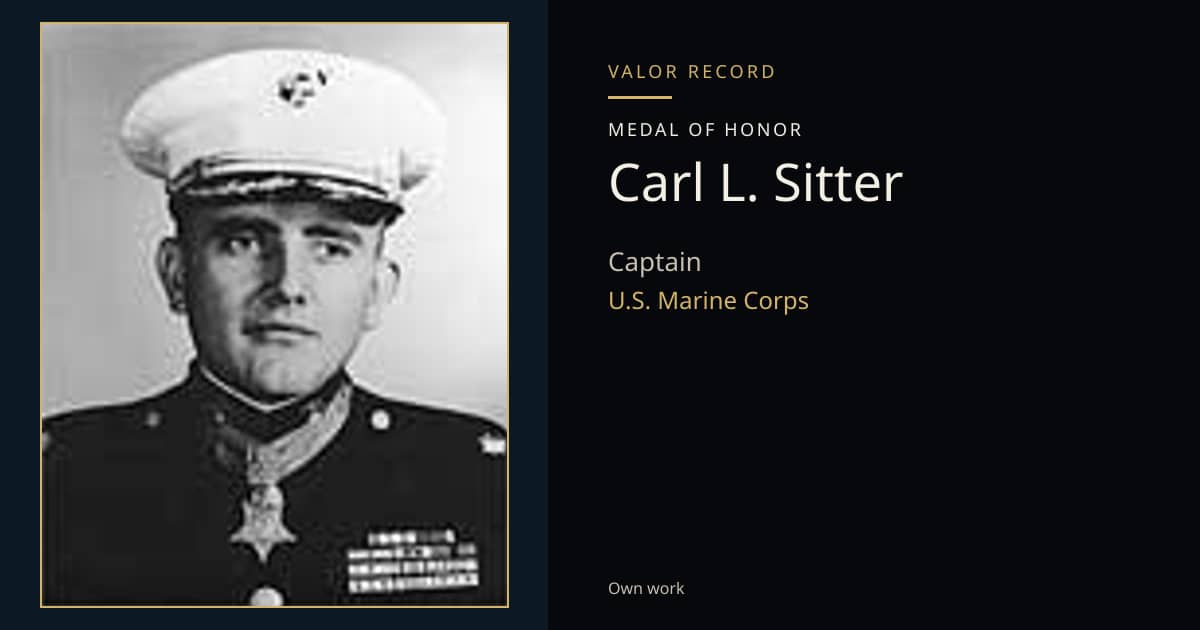 VALOR RECORD
MEDAL OF HONOR
Carl L. Sitter
Captain
U.S. Marine Corps
Own work